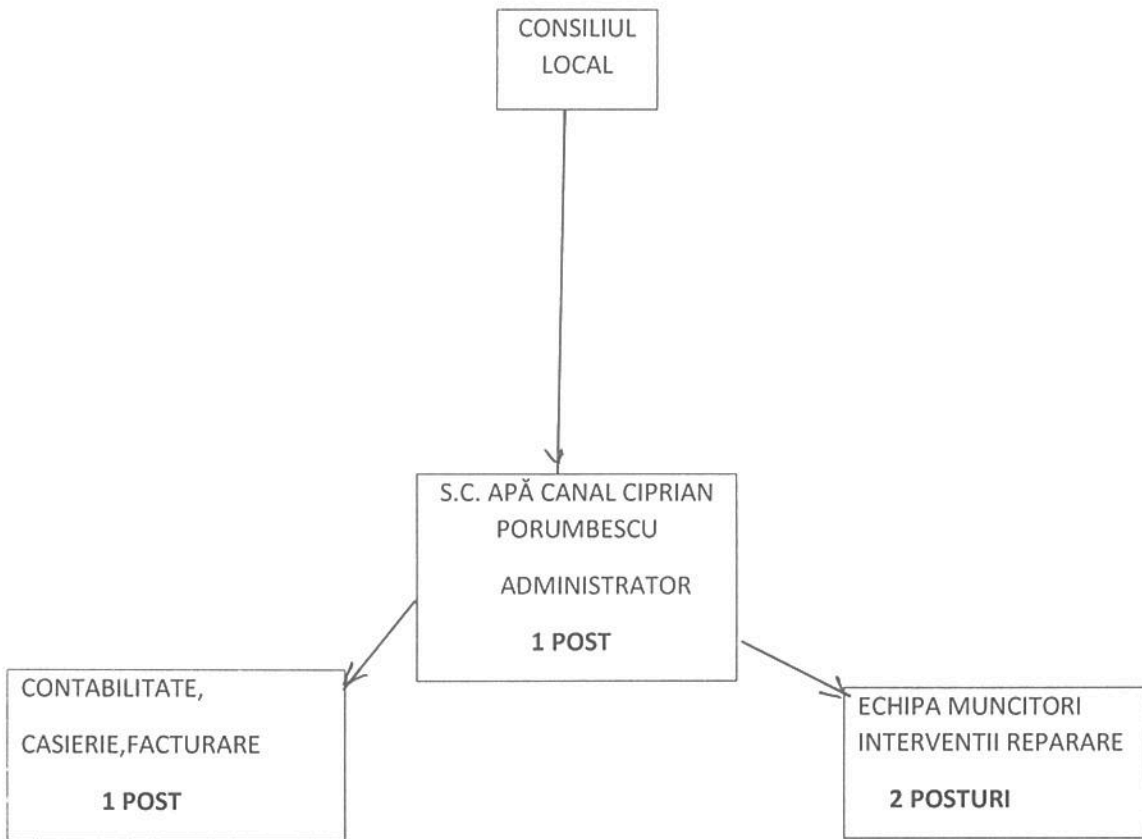 CONSILIUL
LOCAL
S.C. APĂ CANAL CIPRIAN
PORUMBESCU
ADMINISTRATOR
1 POST
CONTABILITATE,
CASIERIE,FACTURARE
1 POST
ECHIPA MUNCITORI
INTERVENTII REPARARE
2 POSTURI